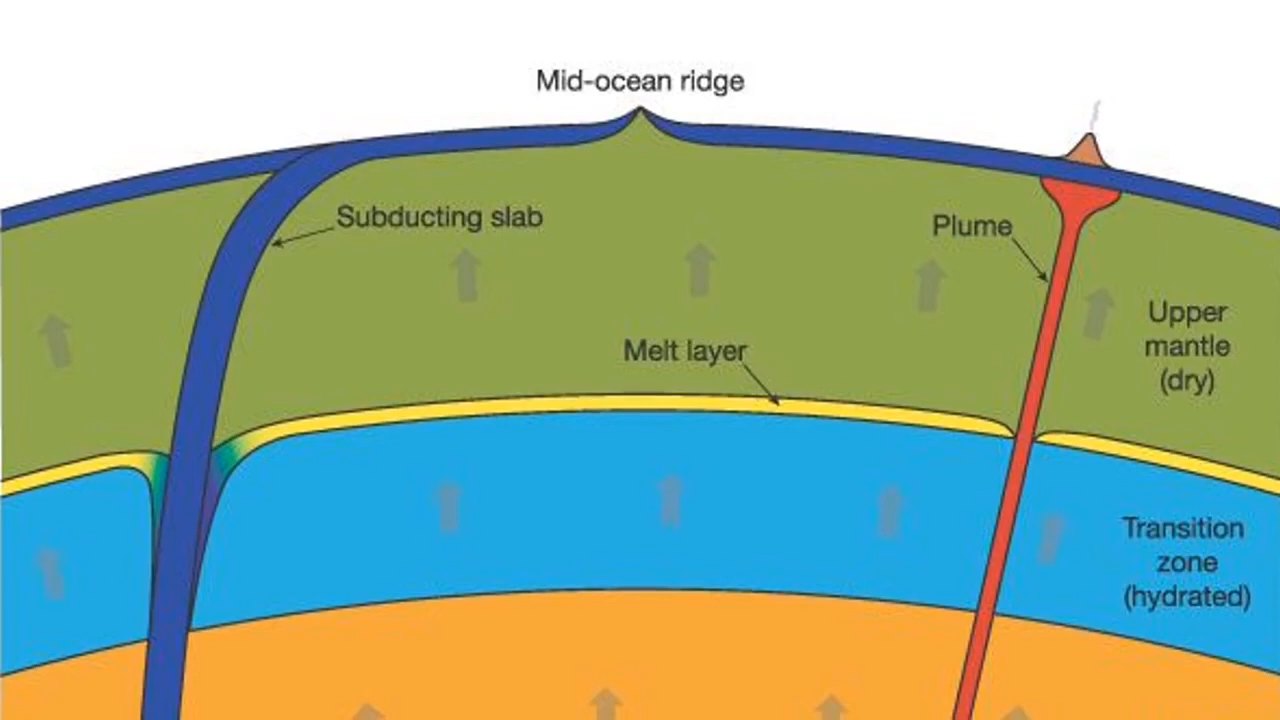 Mid-ocean ridge
Subducting slab
Plume
Upper
mantle
(dry)
Melt layer
Transition
zone
(hydrated)